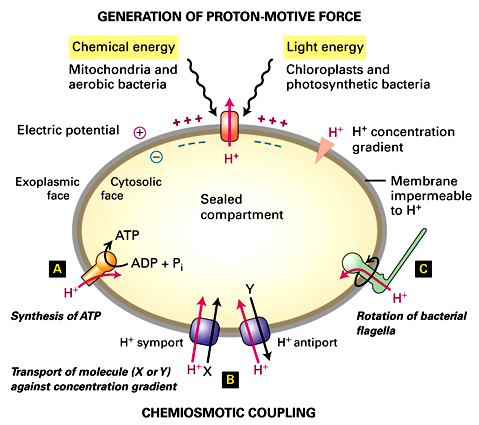 GENERATION OF PROTON-MOTIVE FORCE
Chemical energy
Mitochondria and
aerobic bacteria
Light energy
Chloroplasts and
photosynthetic bacteria
Electric potential
+
+++
+++
−
H⁺
H⁺
H⁺ concentration
gradient
Exoplasmic
face
Cytosolic
face
Sealed
compartment
Membrane
impermeable
to H⁺
A
ATP
ADP + Pᵢ
H⁺
Synthesis of ATP
C
H⁺
Rotation of bacterial
flagella
Y
H⁺ symport
H⁺ antiport
H⁺
X
B
H⁺
Transport of molecule (X or Y)
against concentration gradient
CHEMIOSMOTIC COUPLING